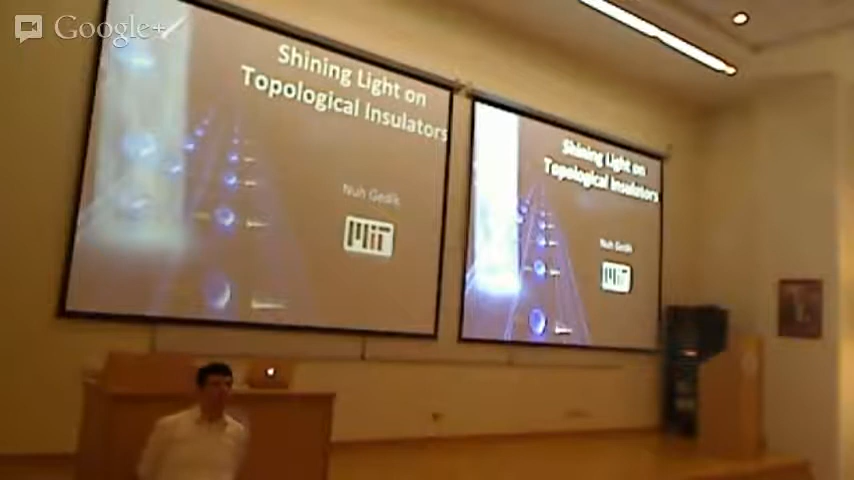 Google+
Shining Light on
Topological Insulators
Nuh Gedik
MIT
Shining Light on
Topological Insulators
Nuh Gedik
MIT